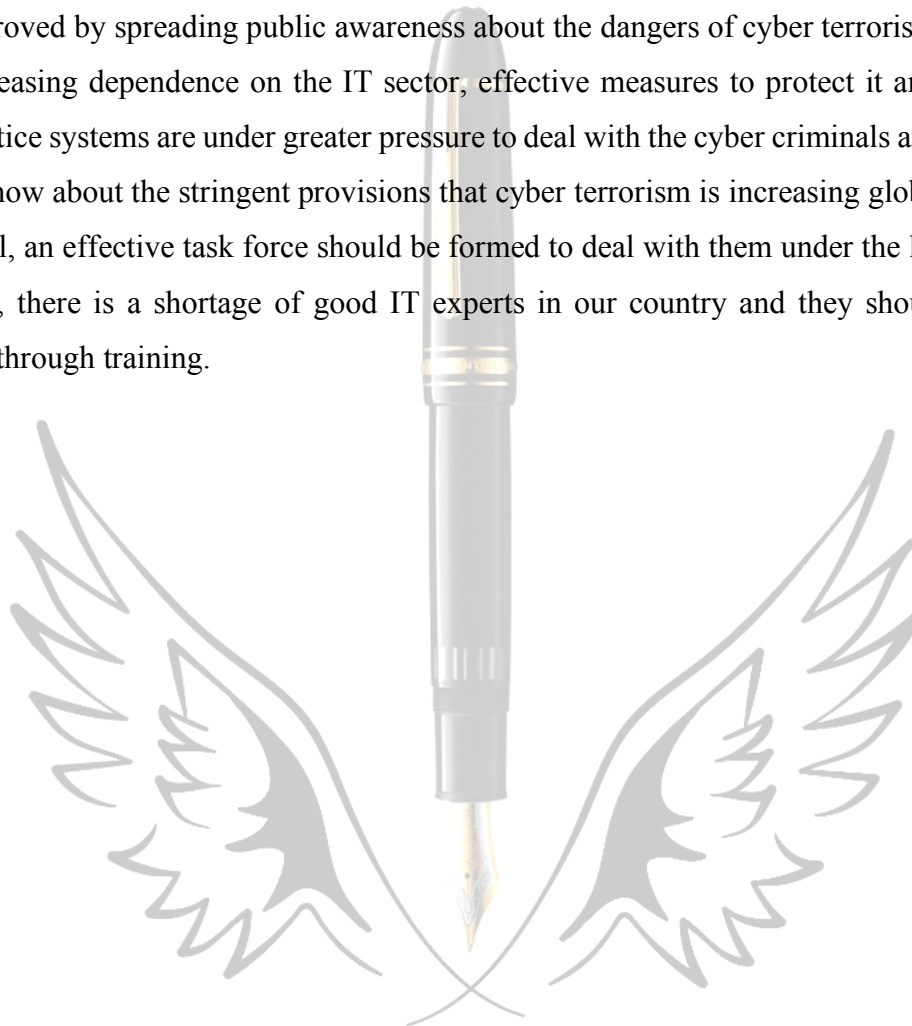 roved by spreading public awareness about the dangers of cyber terroris
easing dependence on the IT sector, effective measures to protect it ar
tice systems are under greater pressure to deal with the cyber criminals a
now about the stringent provisions that cyber terrorism is increasing glo
l, an effective task force should be formed to deal with them under the
, there is a shortage of good IT experts in our country and they sho
through training.